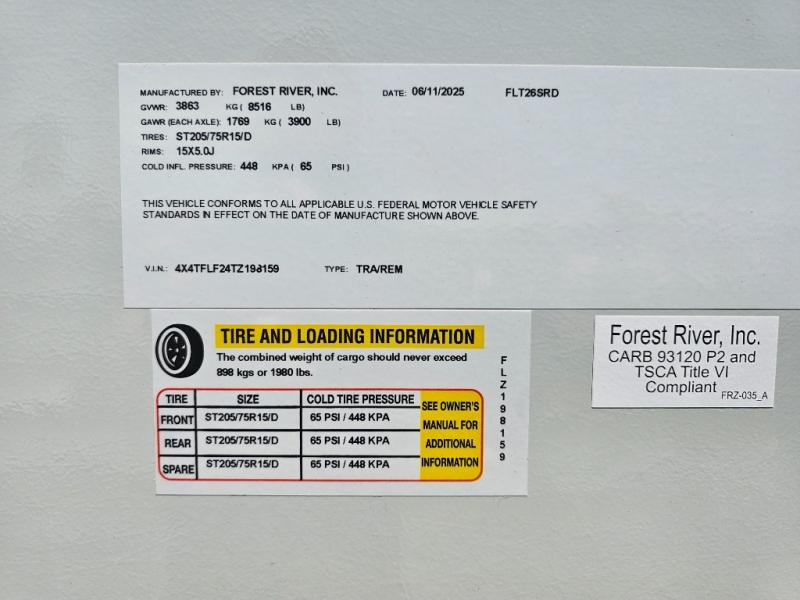 MANUFACTURED BY: FOREST RIVER, INC. DATE: 06/11/2025 FLT26SRD
GVWR: 3863 KG ( 8516 LB)
GAWR (EACH AXLE): 1769 KG ( 3900 LB)
TIRES: ST205/75R15/D
RIMS: 15X5.0J
COLD INFL. PRESSURE: 448 KPA ( 65 PSI )
THIS VEHICLE CONFORMS TO ALL APPLICABLE U.S. FEDERAL MOTOR VEHICLE SAFETY
STANDARDS IN EFFECT ON THE DATE OF MANUFACTURE SHOWN ABOVE.
V.I.N.: 4X4TFLF24TZ198159 TYPE: TRA/REM
TIRE AND LOADING INFORMATION
The combined weight of cargo should never exceed
898 kgs or 1980 lbs.
TIRE SIZE COLD TIRE PRESSURE
FRONT ST205/75R15/D 65 PSI / 448 KPA
REAR ST205/75R15/D 65 PSI / 448 KPA
SPARE ST205/75R15/D 65 PSI / 448 KPA
SEE OWNER'S
MANUAL FOR
ADDITIONAL
INFORMATION
FLZ198159
Forest River, Inc.
CARB 93120 P2 and
TSCA Title VI
Compliant
FRZ-035_A